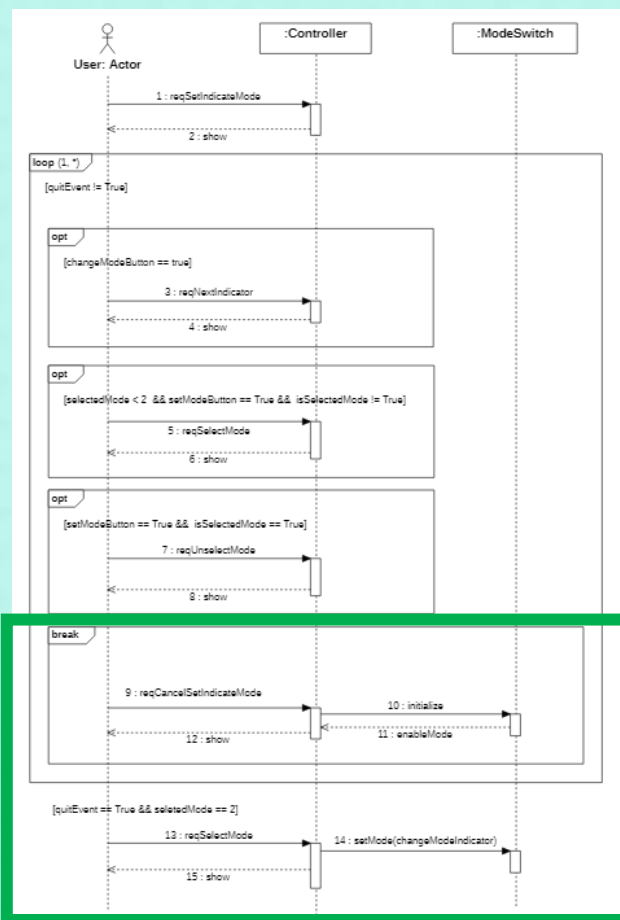 :Controller
:ModeSwitch
User: Actor
1 : reqSetIndicateMode
2 : show
loop (1, *)
[quitEvent != True]
opt
[changeModeButton == true]
3 : reqNextIndicator
4 : show
opt
[selectedMode < 2 && setModeButton == True && isSelectedMode != True]
5 : reqSelectMode
6 : show
opt
[setModeButton == True && isSelectedMode == True]
7 : reqUnselectMode
8 : show
break
9 : reqCancelSetIndicateMode
10 : initialize
11 : enableMode
12 : show
[quitEvent == True && seletedMode == 2]
13 : reqSelectMode
14 : setMode(changeModeIndicator)
15 : show